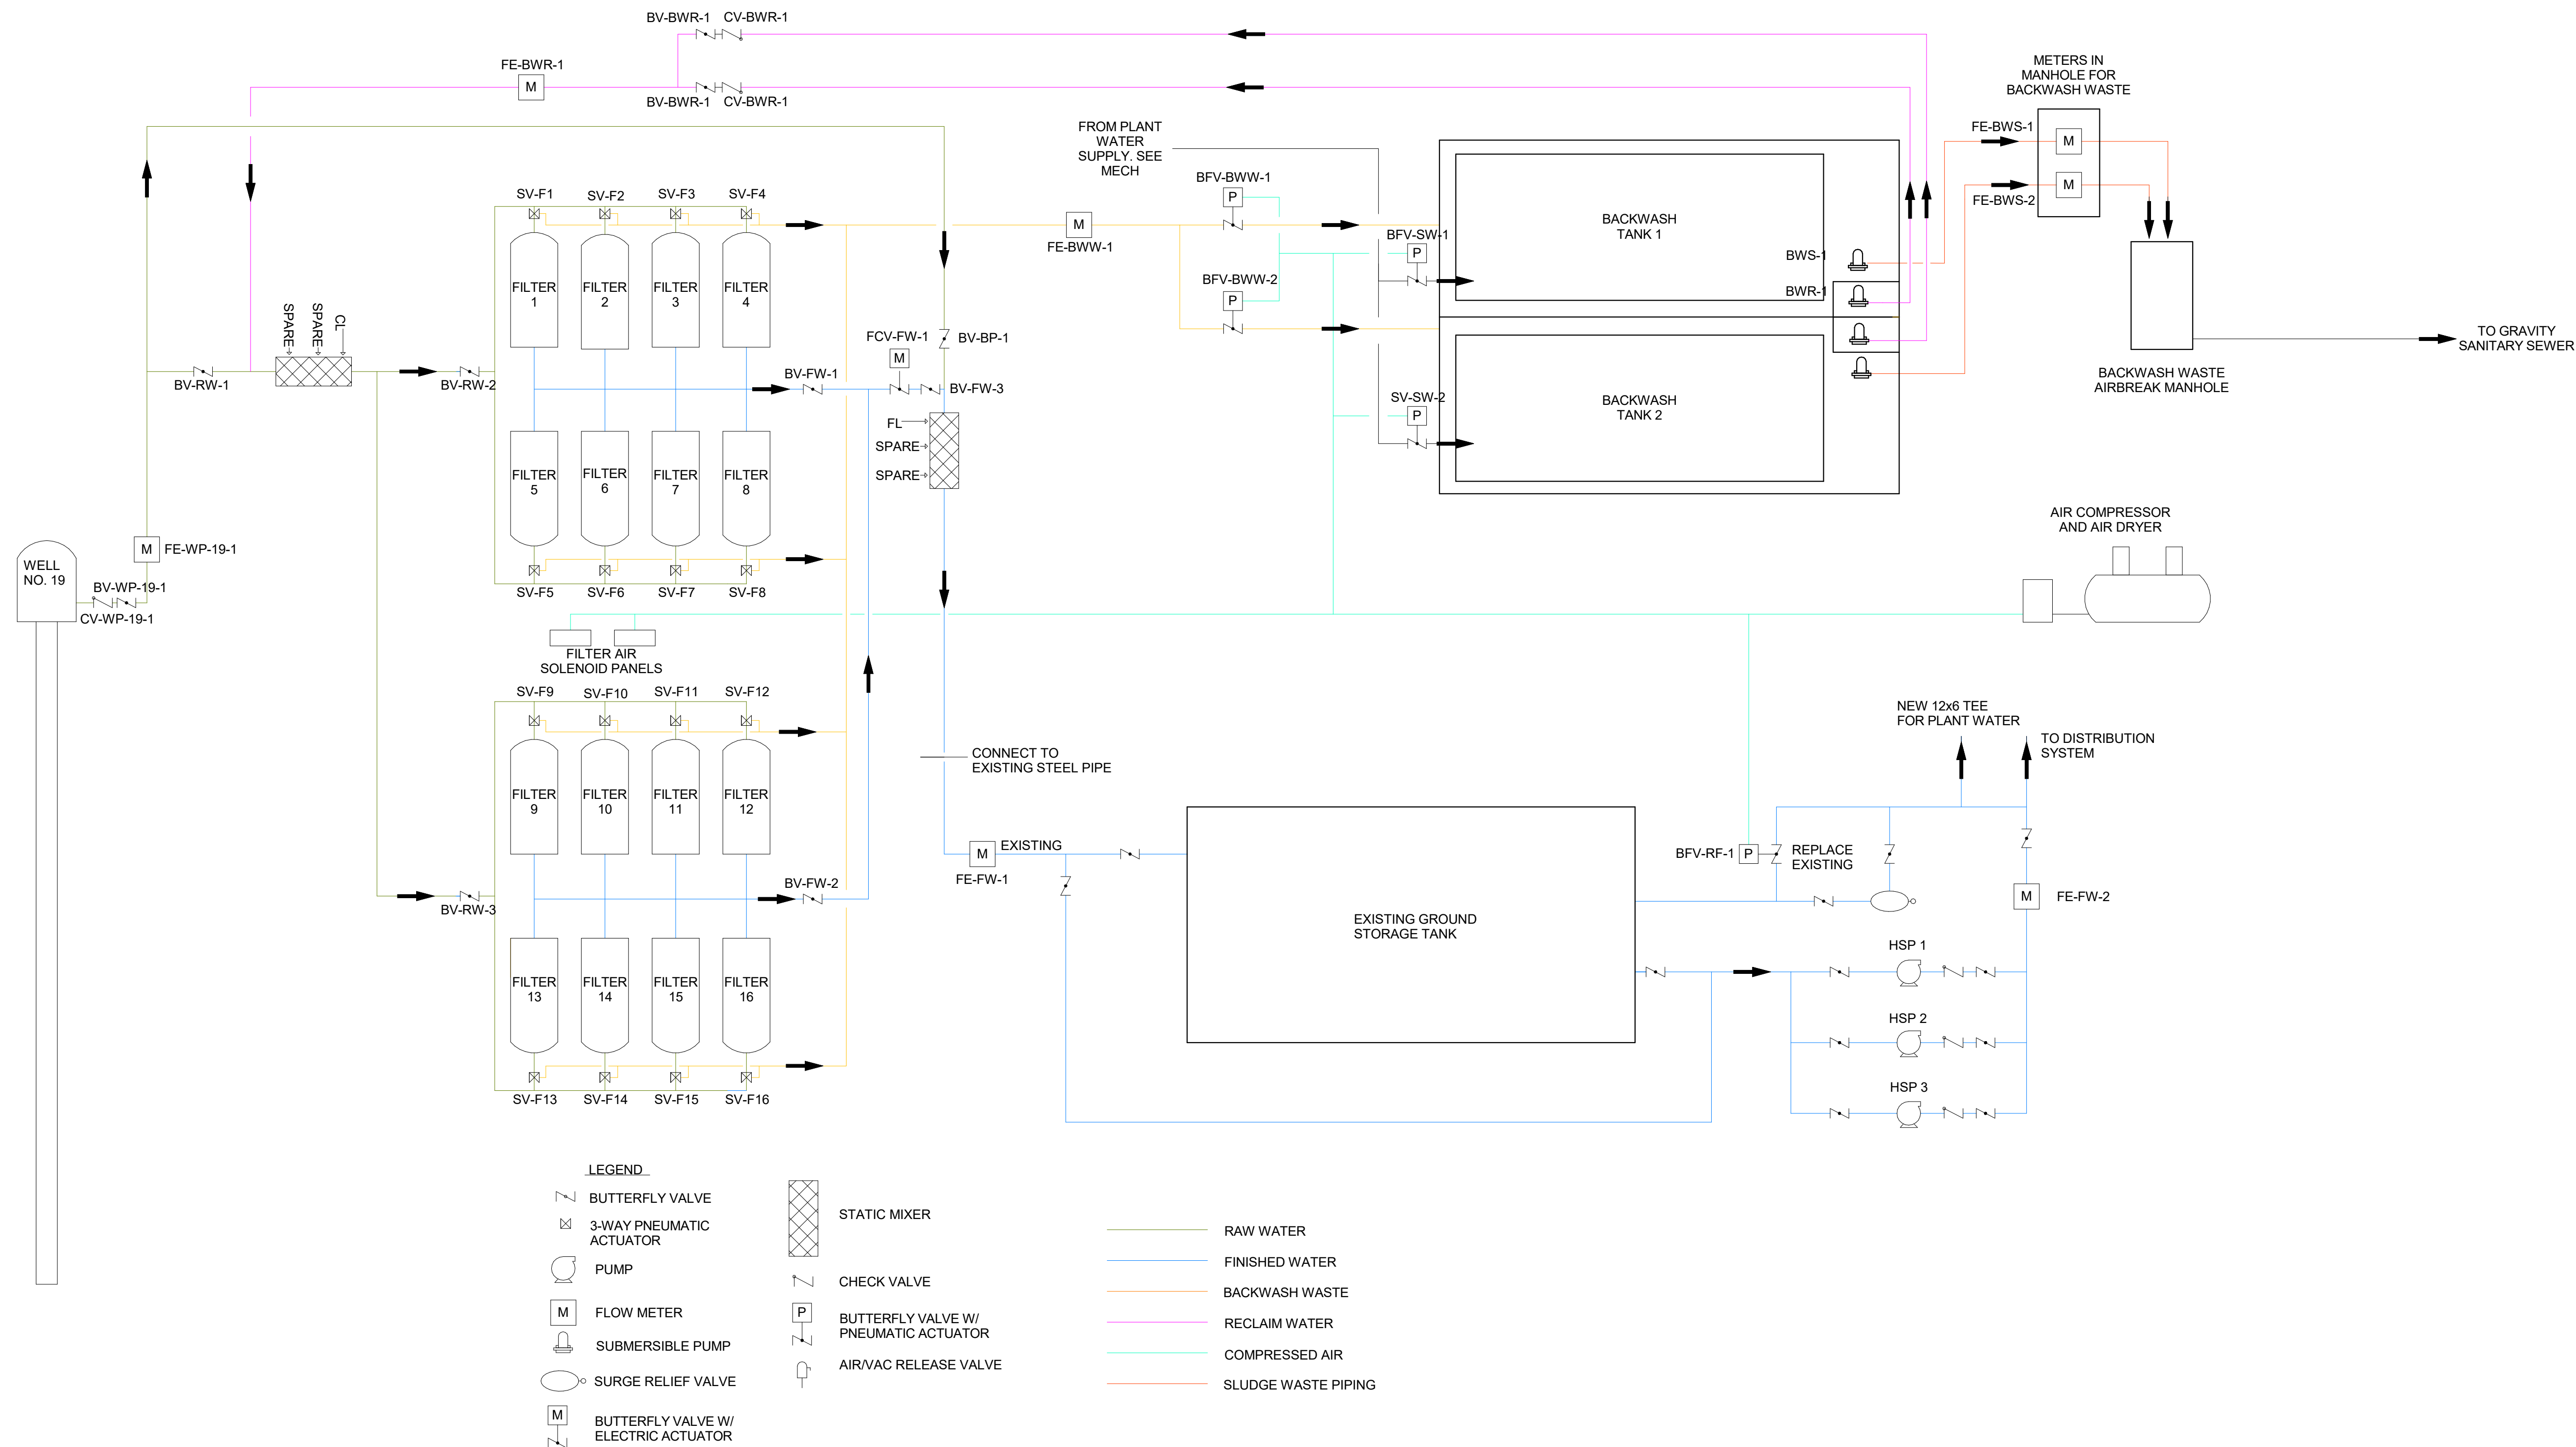 BV-BWR-1
CV-BWR-1
FE-BWR-1
M
BV-BWR-1
CV-BWR-1
METERS IN
MANHOLE FOR
BACKWASH WASTE
FE-BWS-1
M
M
FE-BWS-2
FROM PLANT
WATER
SUPPLY. SEE
MECH
BFV-BWW-1
P
M
FE-BWW-1
BFV-BWW-2
P
BFV-SW-1
P
BACKWASH
TANK 1
BWS-1
BWR-1
SV-SW-2
P
BACKWASH
TANK 2
TO GRAVITY
SANITARY SEWER
BACKWASH WASTE
AIRBREAK MANHOLE
SV-F1
SV-F2
SV-F3
SV-F4
FILTER
1
FILTER
2
FILTER
3
FILTER
4
SPARE
SPARE
CL
BV-RW-1
BV-RW-2
BV-FW-1
FCV-FW-1
M
BV-BP-1
BV-FW-3
FL
SPARE
SPARE
FILTER
5
FILTER
6
FILTER
7
FILTER
8
SV-F5
SV-F6
SV-F7
SV-F8
WELL
NO. 19
M
FE-WP-19-1
BV-WP-19-1
CV-WP-19-1
AIR COMPRESSOR
AND AIR DRYER
FILTER AIR
SOLENOID PANELS
SV-F9
SV-F10
SV-F11
SV-F12
FILTER
9
FILTER
10
FILTER
11
FILTER
12
BV-RW-3
BV-FW-2
FILTER
13
FILTER
14
FILTER
15
FILTER
16
SV-F13
SV-F14
SV-F15
SV-F16
CONNECT TO
EXISTING STEEL PIPE
M
EXISTING
FE-FW-1
EXISTING GROUND
STORAGE TANK
NEW 12x6 TEE
FOR PLANT WATER
TO DISTRIBUTION
SYSTEM
BFV-RF-1
P
REPLACE
EXISTING
M
FE-FW-2
HSP 1
HSP 2
HSP 3
LEGEND
BUTTERFLY VALVE
3-WAY PNEUMATIC
ACTUATOR
PUMP
M
FLOW METER
SUBMERSIBLE PUMP
SURGE RELIEF VALVE
M
BUTTERFLY VALVE W/
ELECTRIC ACTUATOR
STATIC MIXER
CHECK VALVE
P
BUTTERFLY VALVE W/
PNEUMATIC ACTUATOR
AIR/VAC RELEASE VALVE
RAW WATER
FINISHED WATER
BACKWASH WASTE
RECLAIM WATER
COMPRESSED AIR
SLUDGE WASTE PIPING